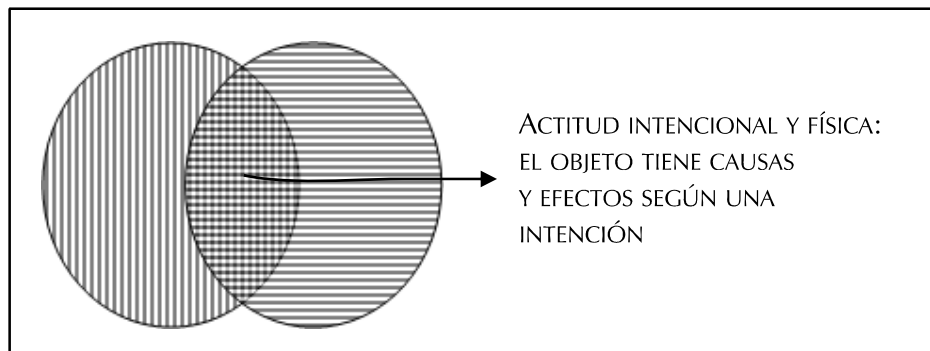 ACTITUD INTENCIONAL Y FÍSICA:
EL OBJETO TIENE CAUSAS
Y EFECTOS SEGÚN UNA
INTENCIÓN